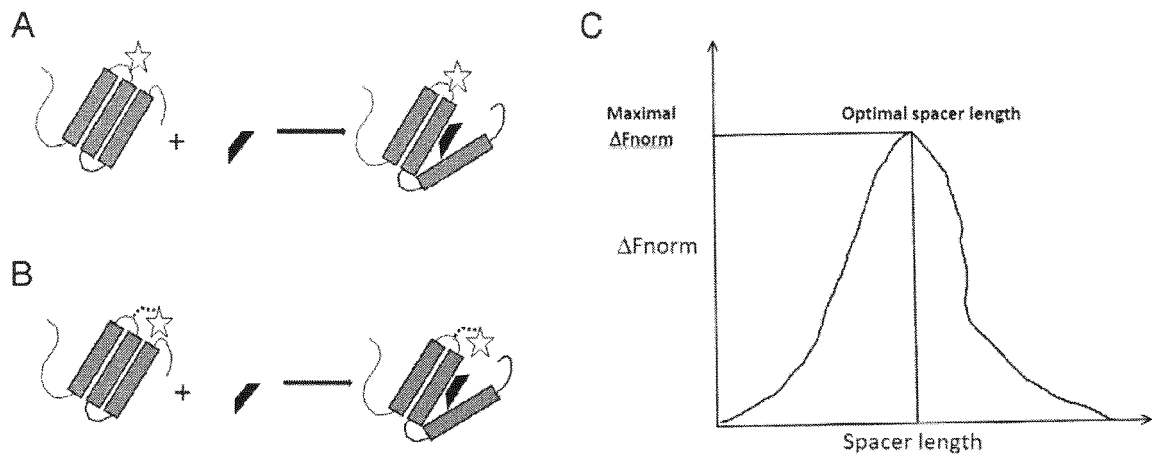 A
+
B
+
C
Maximal
ΔFnorm
Optimal spacer length
ΔFnorm
Spacer length